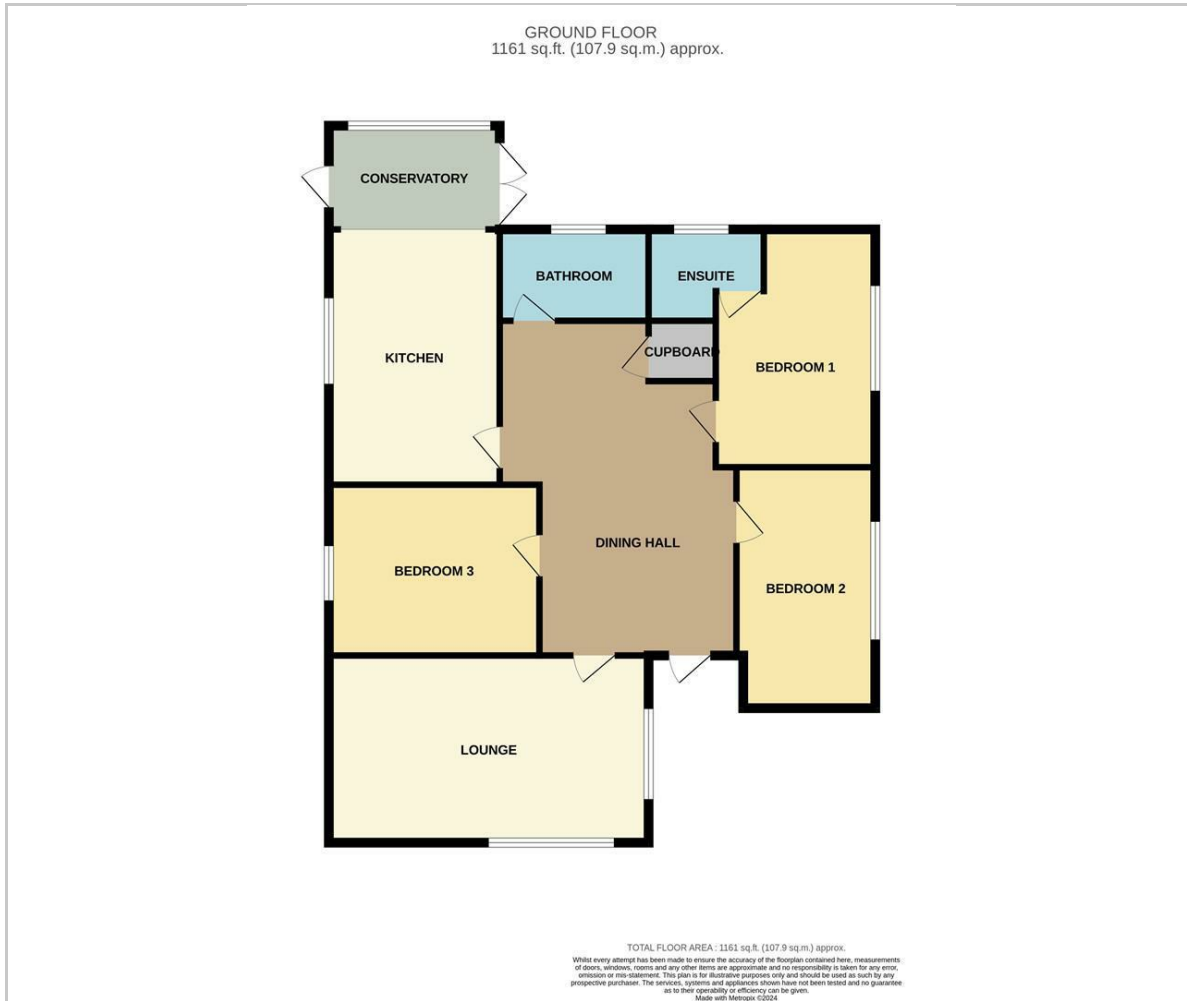 GROUND FLOOR
1161 sq.ft. (107.9 sq.m.) approx.
CONSERVATORY
BATHROOM
ENSUITE
KITCHEN
CUPBOARD
BEDROOM 1
DINING HALL
BEDROOM 3
BEDROOM 2
LOUNGE
TOTAL FLOOR AREA : 1161 sq.ft. (107.9 sq.m.) approx.
Whilst every attempt has been made to ensure the accuracy of the floorplan contained here, measurements
of doors, windows, rooms and any other items are approximate and no responsibility is taken for any error,
omission or mis-statement. This plan is for illustrative purposes only and should be used as such by any
prospective purchaser. The services, systems and appliances shown have not been tested and no guarantee
as to their operability or efficiency can be given.
Made with Metropix ©2024